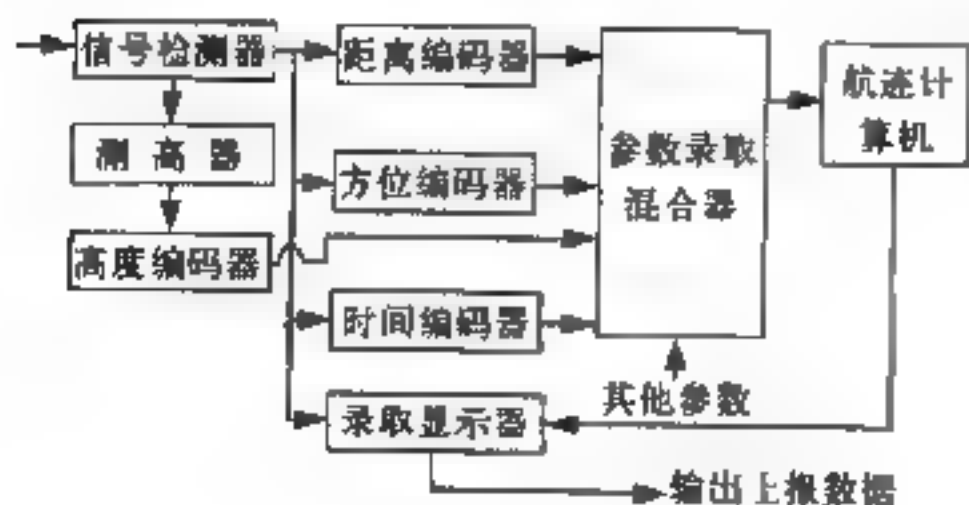 信号检测器
距离编码器
航迹计
算机
测高器
参数录取
混合器
方位编码器
高度编码器
时间编码器
其他参数
录取显示器
输出上报数据